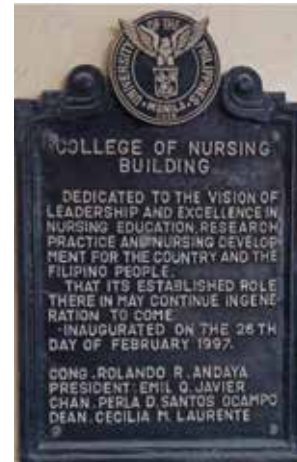 UNIVERSITY OF THE PHILIPPINES
MANILA
COLLEGE OF NURSING
BUILDING
DEDICATED TO THE VISION OF
LEADERSHIP AND EXCELLENCE IN
NURSING EDUCATION, RESEARCH
PRACTICE AND NURSING DEVELOP
MENT FOR THE COUNTRY AND THE
FILIPINO PEOPLE.
THAT ITS ESTABLISHED ROLE
THERE IN MAY CONTINUE IN GENE
RATION TO COME
INAUGURATED ON THE 26TH
DAY OF FEBRUARY 1997.
CONG. ROLANDO R. ANDAYA
PRESIDENT: EMIL Q. JAVIER
CHAN. PERLA D. SANTOS OCAMPO
DEAN. CECILIA M. LAURENTE